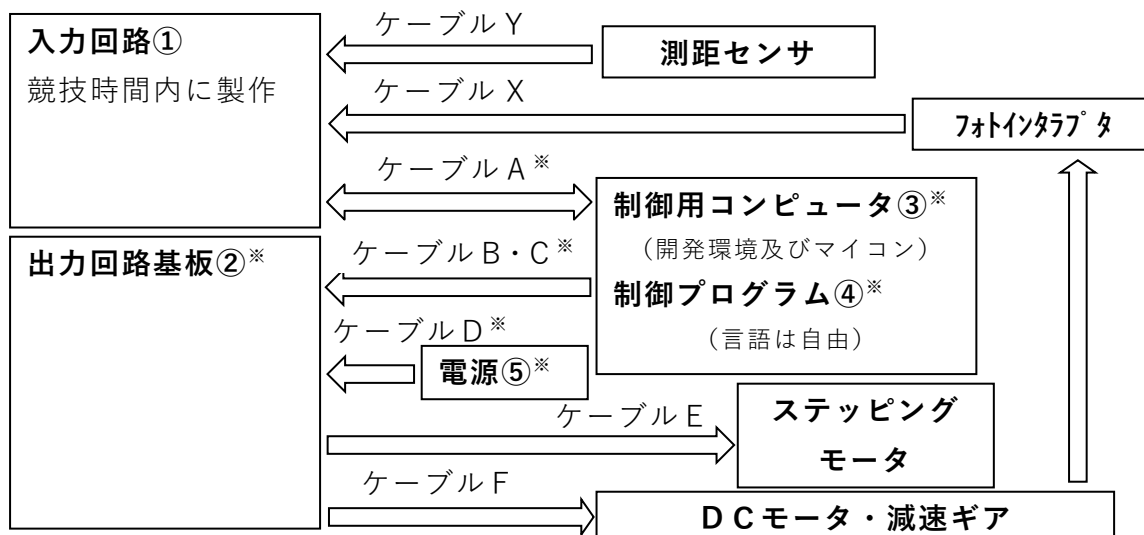 入力回路①
競技時間内に製作
ケーブルY
測距センサ
ケーブルX
ﾌｫﾄｲﾝﾀﾗﾌﾟﾀ
ケーブルA※
制御用コンピュータ③※
（開発環境及びマイコン）
制御プログラム④※
（言語は自由）
出力回路基板②※
ケーブルB・C※
ケーブルD※
電源⑤※
ケーブルE
ステッピング
モータ
ケーブルF
DCモータ・減速ギア